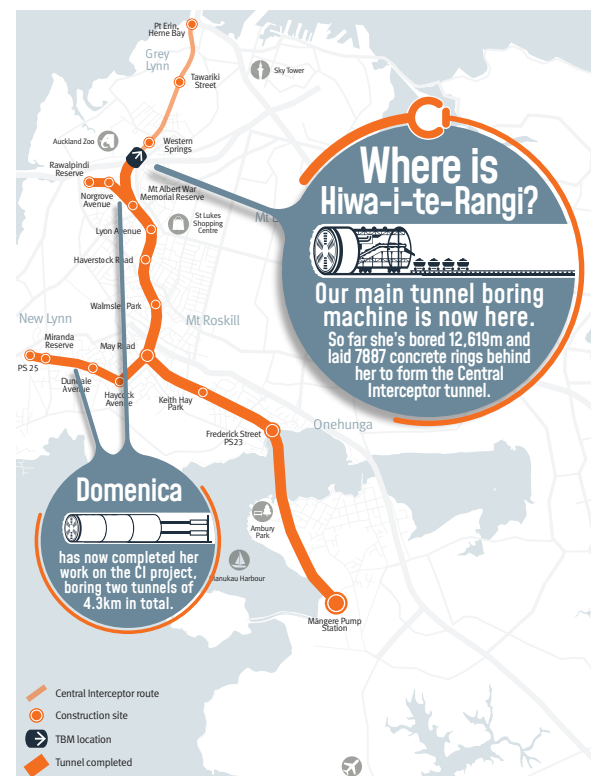 Pt Erin,
Herne Bay
Grey
Lynn
Sky Tower
Tawariki
Street
Auckland Zoo
Western
Springs
Rawalpindi
Reserve
Norgrove
Avenue
Mt Albert War
Memorial Reserve
St Lukes
Shopping
Centre
Mt E
Lyon Avenue
Haverstock Road
Walmsley Park
New Lynn
Mt Roskill
Miranda
Reserve
May Road
PS 25
Dundale
Avenue
Haycock
Avenue
Keith Hay
Park
Frederick Street
PS23
Onehunga
Ambury
Park
Manukau Harbour
Māngere Pump
Station
Where is
Hiwa-i-te-Rangi?
Our main tunnel boring
machine is now here.
So far she's bored 12,619m and
laid 7887 concrete rings behind
her to form the Central
Interceptor tunnel.
Domenica
has now completed her
work on the CI project,
boring two tunnels of
4.3km in total.
Central Interceptor route
Construction site
TBM location
Tunnel completed